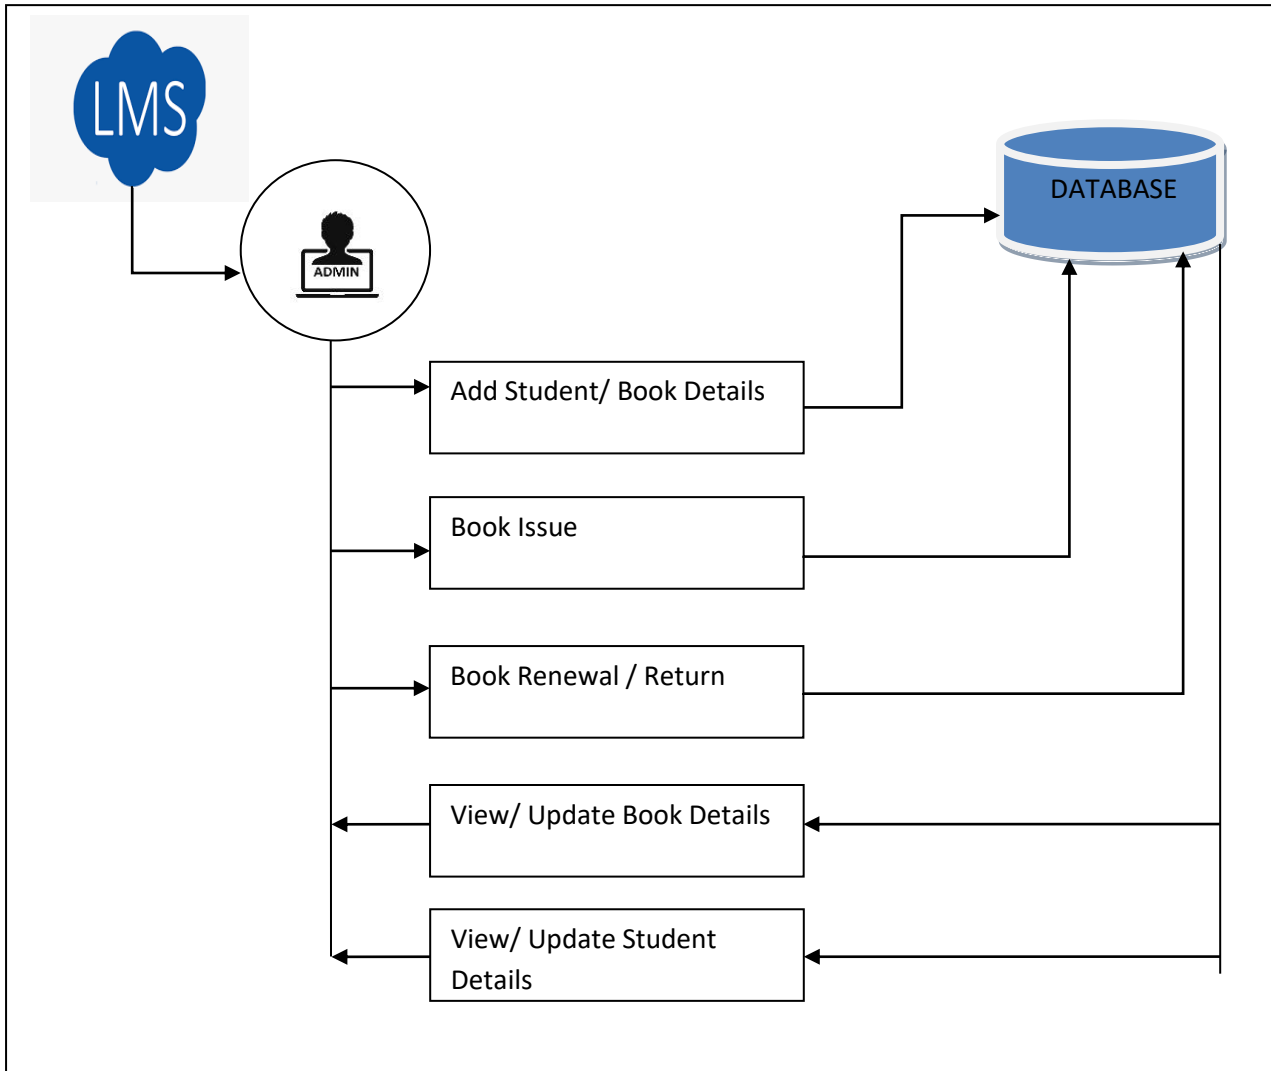 LMS
DATABASE
ADMIN
Add Student/ Book Details
Book Issue
Book Renewal / Return
View/ Update Book Details
View/ Update Student
Details